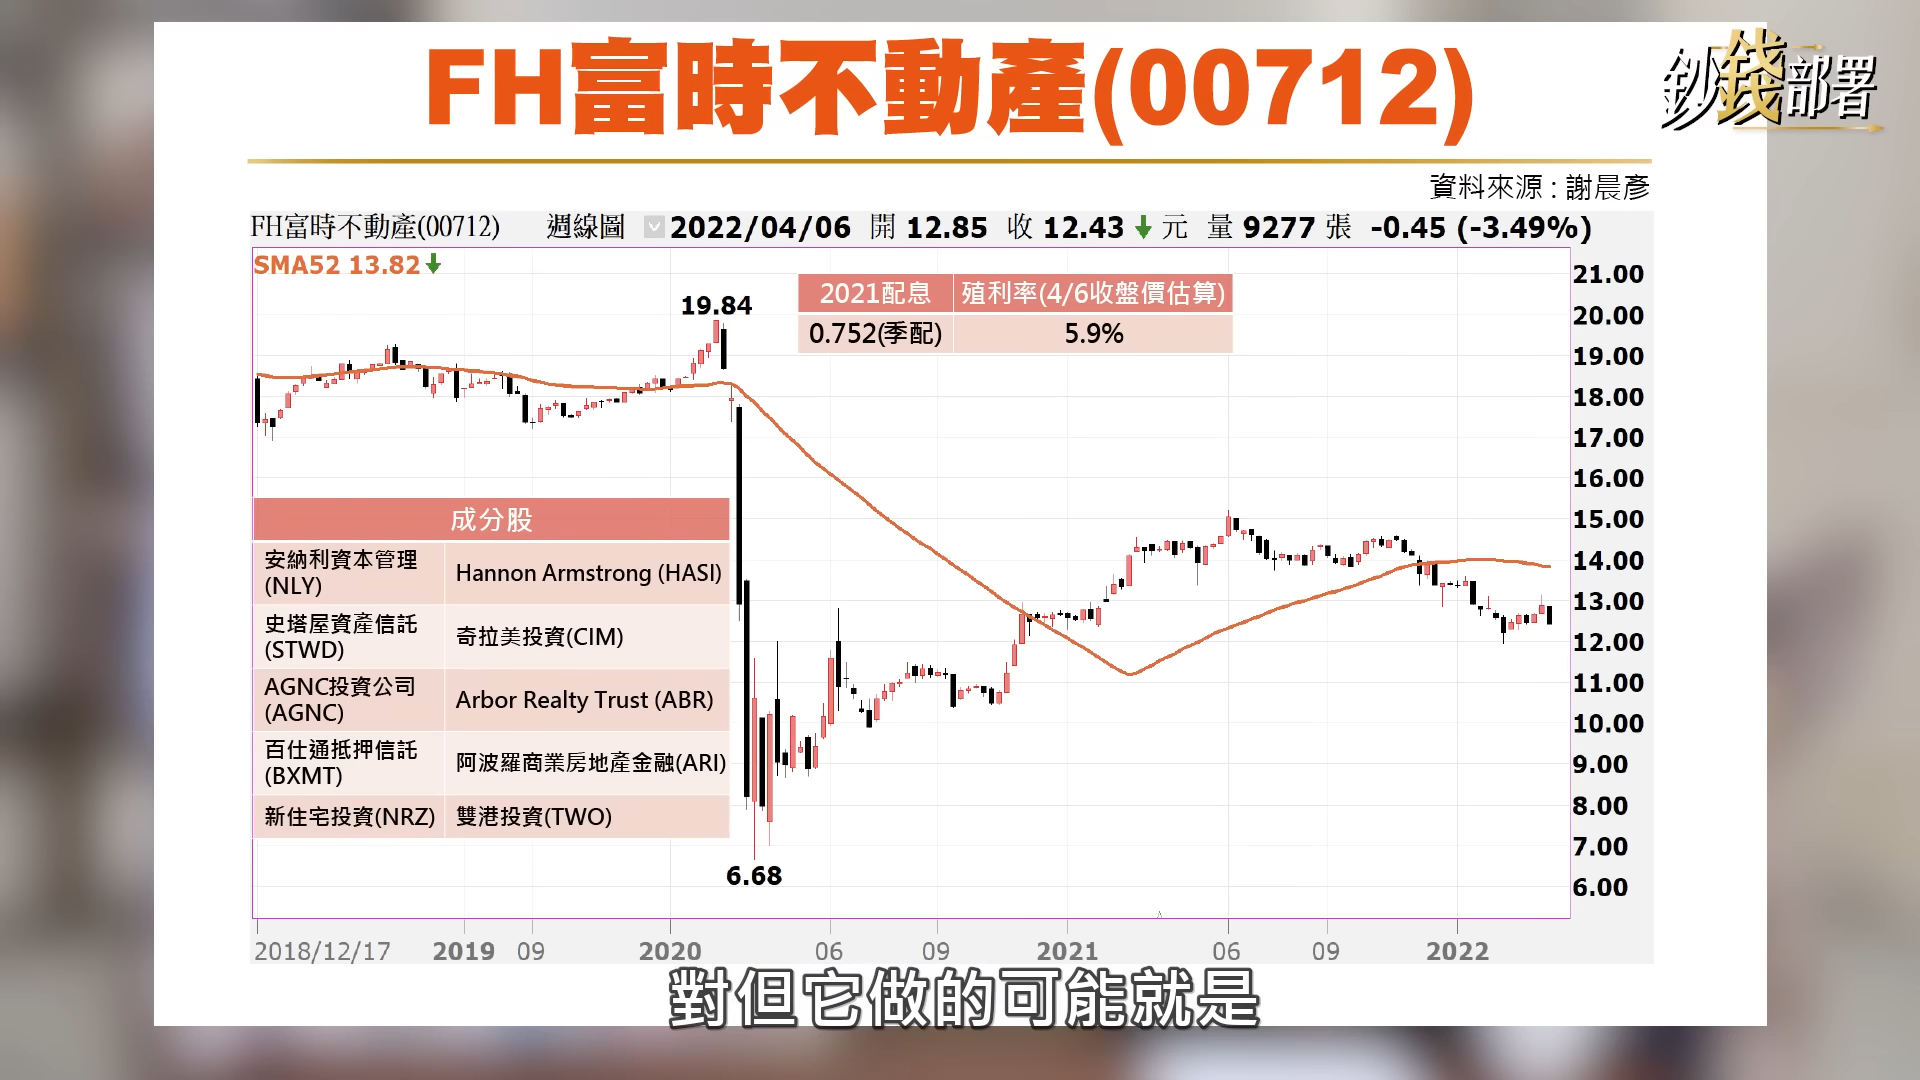 FH富時不動產(00712)
鈔錢部署
資料來源 : 謝晨彥
FH富時不動產(00712) 週線圖 2022/04/06 開 12.85 收 12.43 元 量 9277 張 -0.45 (-3.49%)
SMA52 13.82
2021配息 殖利率(4/6收盤價估算)
0.752(季配) 5.9%
19.84
6.68
成分股
安納利資本管理
(NLY)
Hannon Armstrong (HASI)
史塔屋資產信託
(STWD)
奇拉美投資(CIM)
AGNC投資公司
(AGNC)
Arbor Realty Trust (ABR)
百仕通抵押信託
(BXMT)
阿波羅商業房地產金融(ARI)
新住宅投資(NRZ) 雙港投資(TWO)
21.00
20.00
19.00
18.00
17.00
16.00
15.00
14.00
13.00
12.00
11.00
10.00
9.00
8.00
7.00
6.00
2018/12/17 2019 09 2020 06 09 2021 06 09 2022
對但它做的可能就是